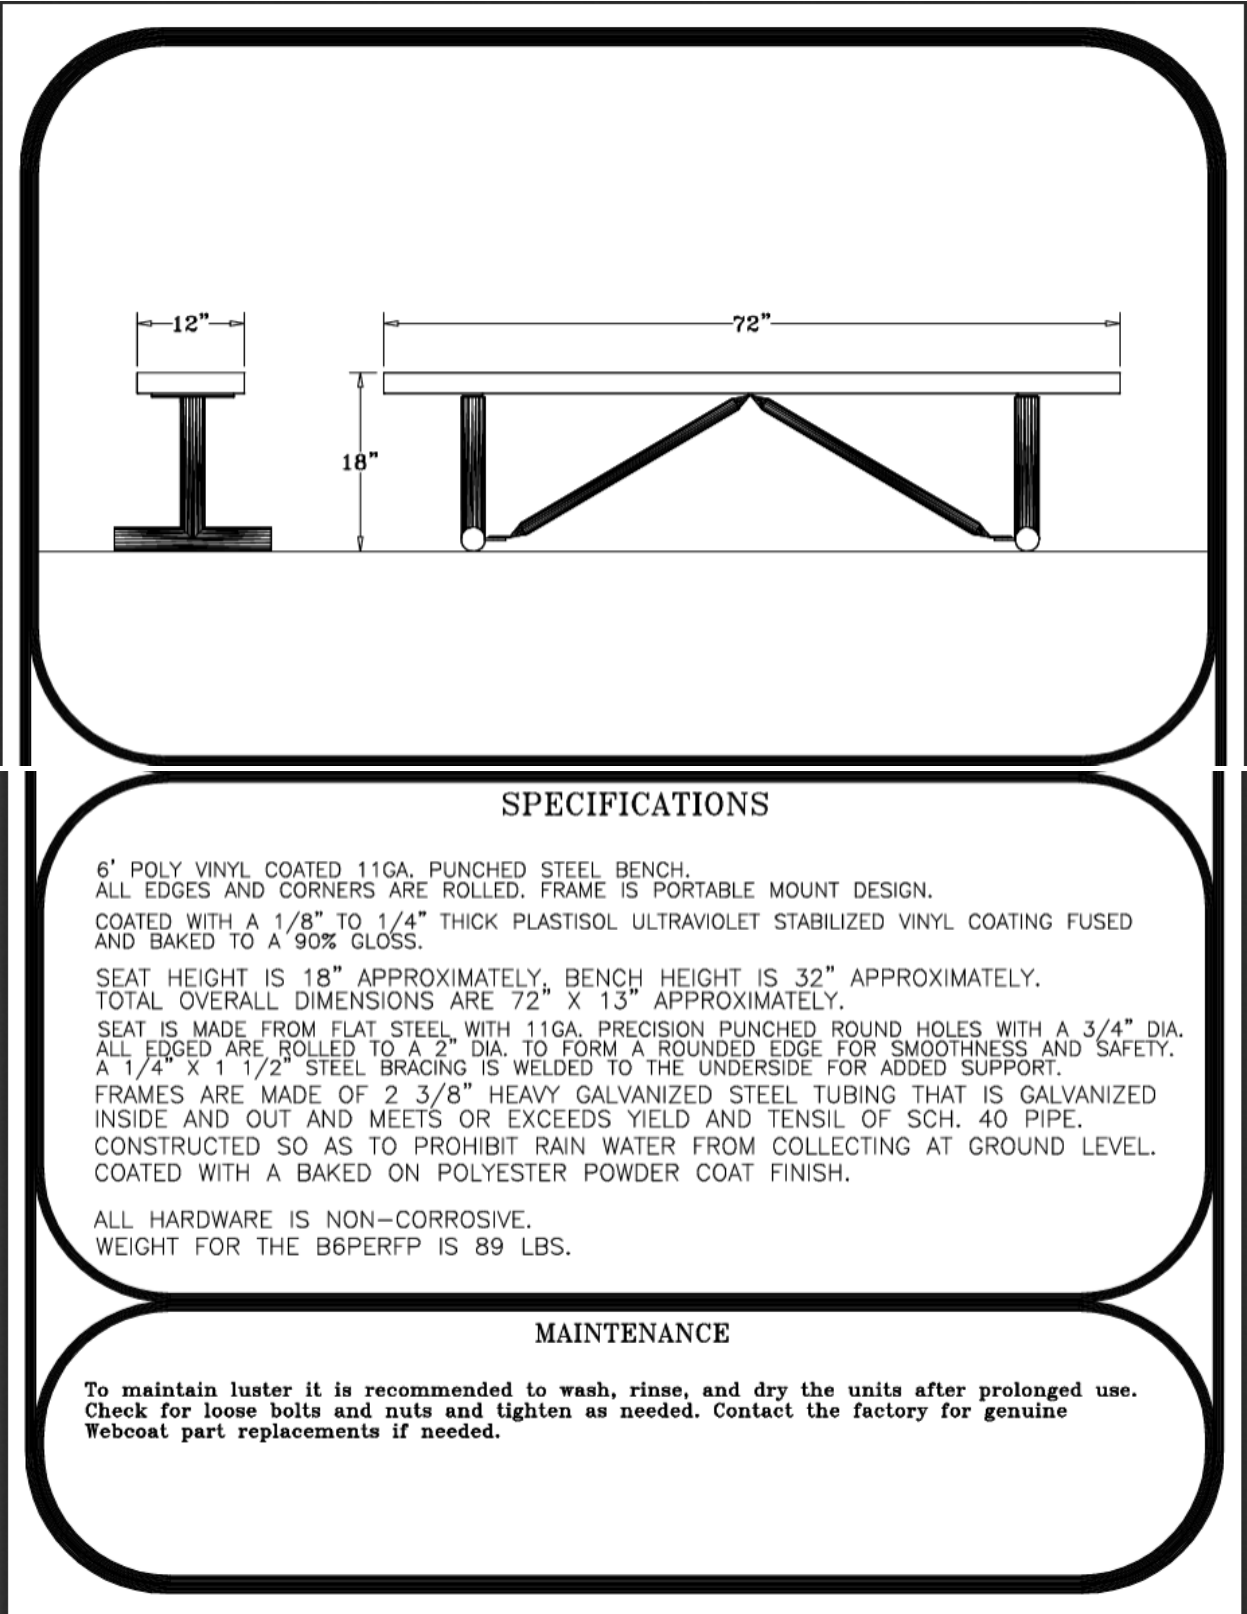 12”
72”
18”
SPECIFICATIONS
6' POLY VINYL COATED 11GA. PUNCHED STEEL BENCH.
ALL EDGES AND CORNERS ARE ROLLED. FRAME IS PORTABLE MOUNT DESIGN.
COATED WITH A 1/8” TO 1/4” THICK PLASTISOL ULTRAVIOLET STABILIZED VINYL COATING FUSED
AND BAKED TO A 90% GLOSS.
SEAT HEIGHT IS 18” APPROXIMATELY. BENCH HEIGHT IS 32” APPROXIMATELY.
TOTAL OVERALL DIMENSIONS ARE 72” X 13” APPROXIMATELY.
SEAT IS MADE FROM FLAT STEEL WITH 11GA. PRECISION PUNCHED ROUND HOLES WITH A 3/4” DIA.
ALL EDGED ARE ROLLED TO A 2” DIA. TO FORM A ROUNDED EDGE FOR SMOOTHNESS AND SAFETY.
A 1/4” X 1 1/2” STEEL BRACING IS WELDED TO THE UNDERSIDE FOR ADDED SUPPORT.
FRAMES ARE MADE OF 2 3/8” HEAVY GALVANIZED STEEL TUBING THAT IS GALVANIZED
INSIDE AND OUT AND MEETS OR EXCEEDS YIELD AND TENSIL OF SCH. 40 PIPE.
CONSTRUCTED SO AS TO PROHIBIT RAIN WATER FROM COLLECTING AT GROUND LEVEL.
COATED WITH A BAKED ON POLYESTER POWDER COAT FINISH.
ALL HARDWARE IS NON-CORROSIVE.
WEIGHT FOR THE B6PERFP IS 89 LBS.
MAINTENANCE
To maintain luster it is recommended to wash, rinse, and dry the units after prolonged use.
Check for loose bolts and nuts and tighten as needed. Contact the factory for genuine
Webcoat part replacements if needed.